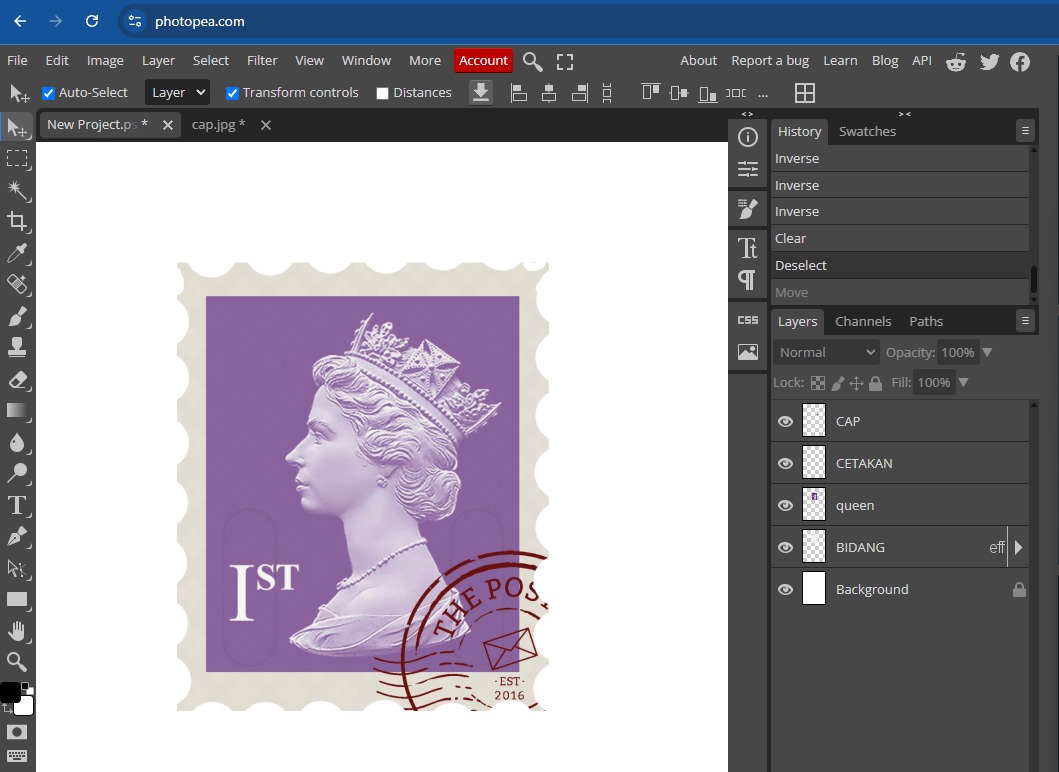 photopea.com
File Edit Image Layer Select Filter View Window More Account About Report a bug Learn Blog API
Auto-Select Layer Transform controls Distances ...
New Project.ps * cap.jpg *
History Swatches
Inverse
Inverse
Inverse
Clear
Deselect
Move
Layers Channels Paths
Normal Opacity: 100%
Lock: Fill: 100%
CAP
CETAKAN
queen
BIDANG eff
Background
CSS
1ST
THE POS
·EST·
2016